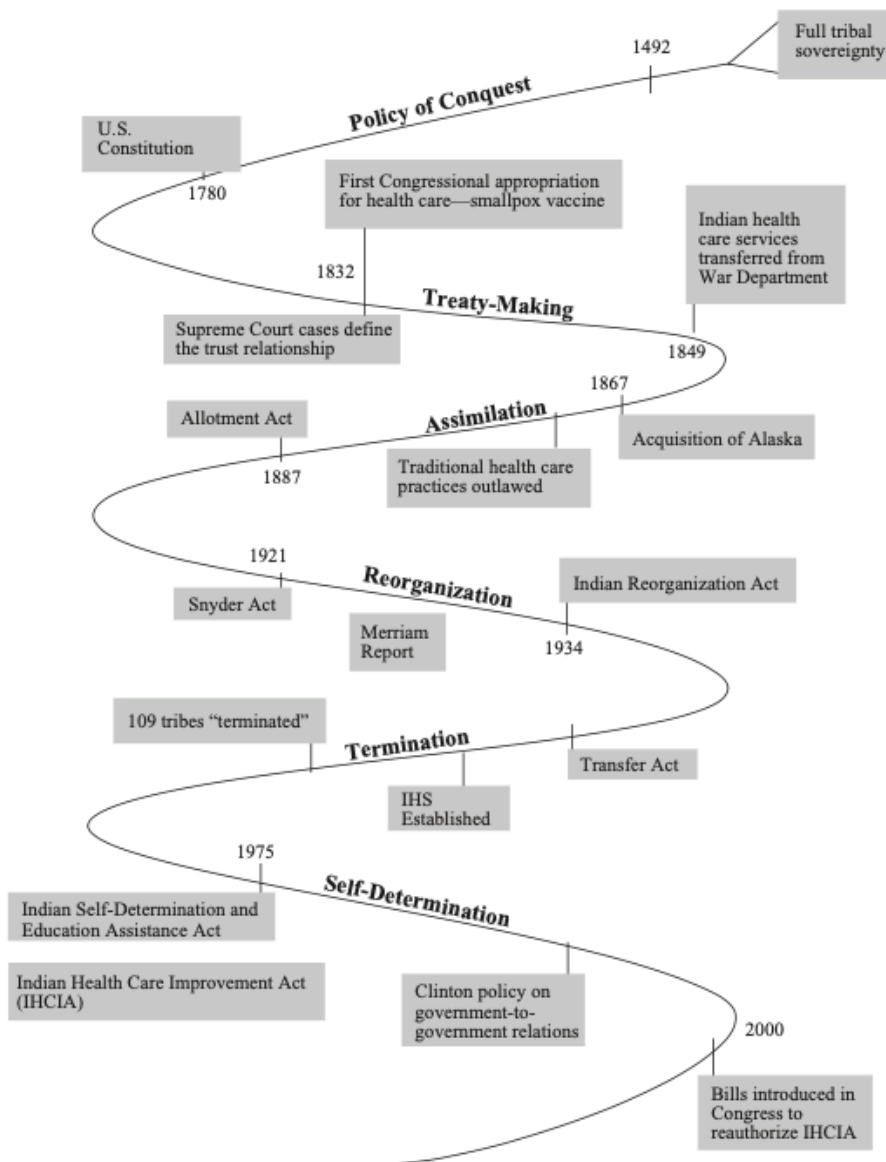 Full tribal
sovereignty
1492
Policy of Conquest
U.S.
Constitution
1780
First Congressional appropriation
for health care—smallpox vaccine
Indian health
care services
transferred from
War Department
1832
Treaty-Making
Supreme Court cases define
the trust relationship
1849
1867
Allotment Act
Assimilation
Acquisition of Alaska
Traditional health care
practices outlawed
1887
1921
Snyder Act
Reorganization
Indian Reorganization Act
Merriam
Report
1934
109 tribes “terminated”
Termination
Transfer Act
IHS
Established
1975
Self-Determination
Indian Self-Determination and
Education Assistance Act
Indian Health Care Improvement Act
(IHCIA)
Clinton policy on
government-to-
government relations
2000
Bills introduced in
Congress to
reauthorize IHCIA